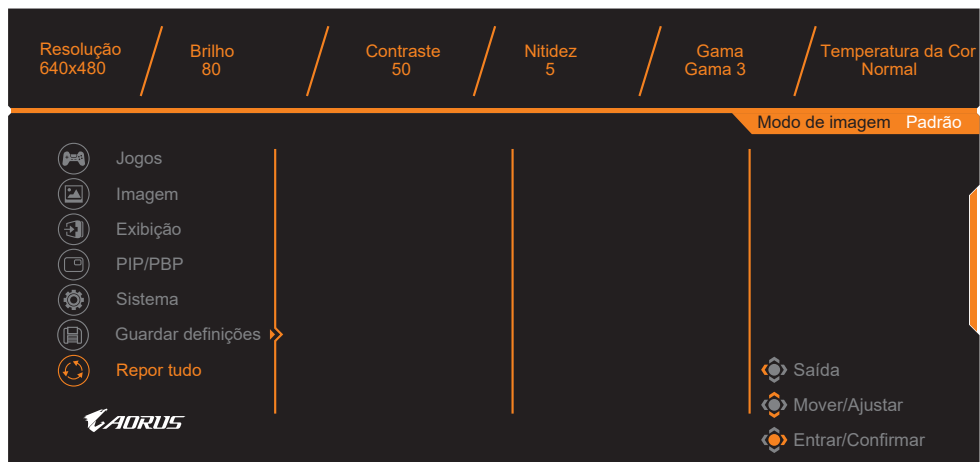 Resolução
640x480
Brilho
80
Contraste
50
Nitidez
5
Gama
Gama 3
Temperatura da Cor
Normal
Modo de imagem Padrão
Jogos
Imagem
Exibição
PIP/PBP
Sistema
Guardar definições
Repor tudo
AORUS
Saída
Mover/Ajustar
Entrar/Confirmar